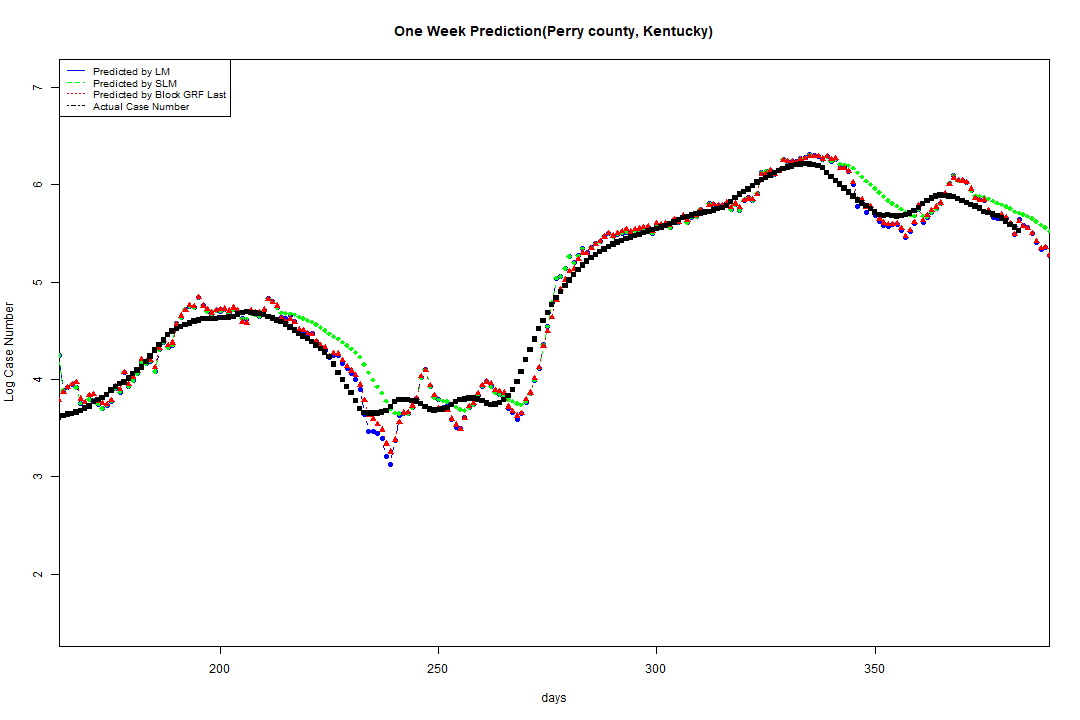 One Week Prediction(Perry county, Kentucky)
Predicted by LM
Predicted by SLM
Predicted by Block GRF Last
Actual Case Number
7
6
5
4
3
2
Log Case Number
200
250
300
350
days